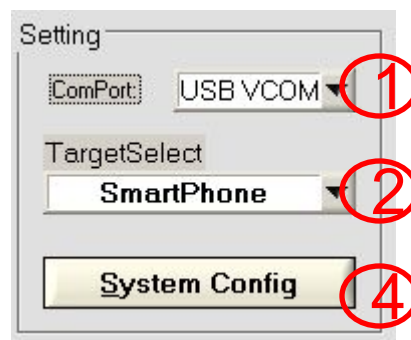 Setting
ComPort: USB VCOM 1
TargetSelect
SmartPhone 2
System Config 4